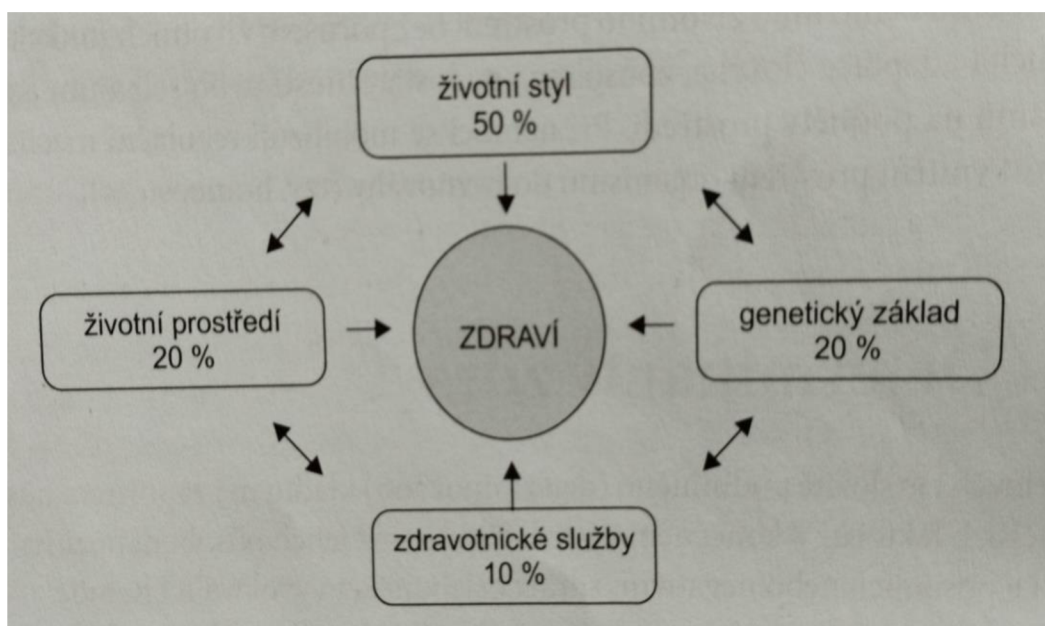 životní styl
50 %
životní prostředí
20 %
ZDRAVÍ
genetický základ
20 %
zdravotnické služby
10 %